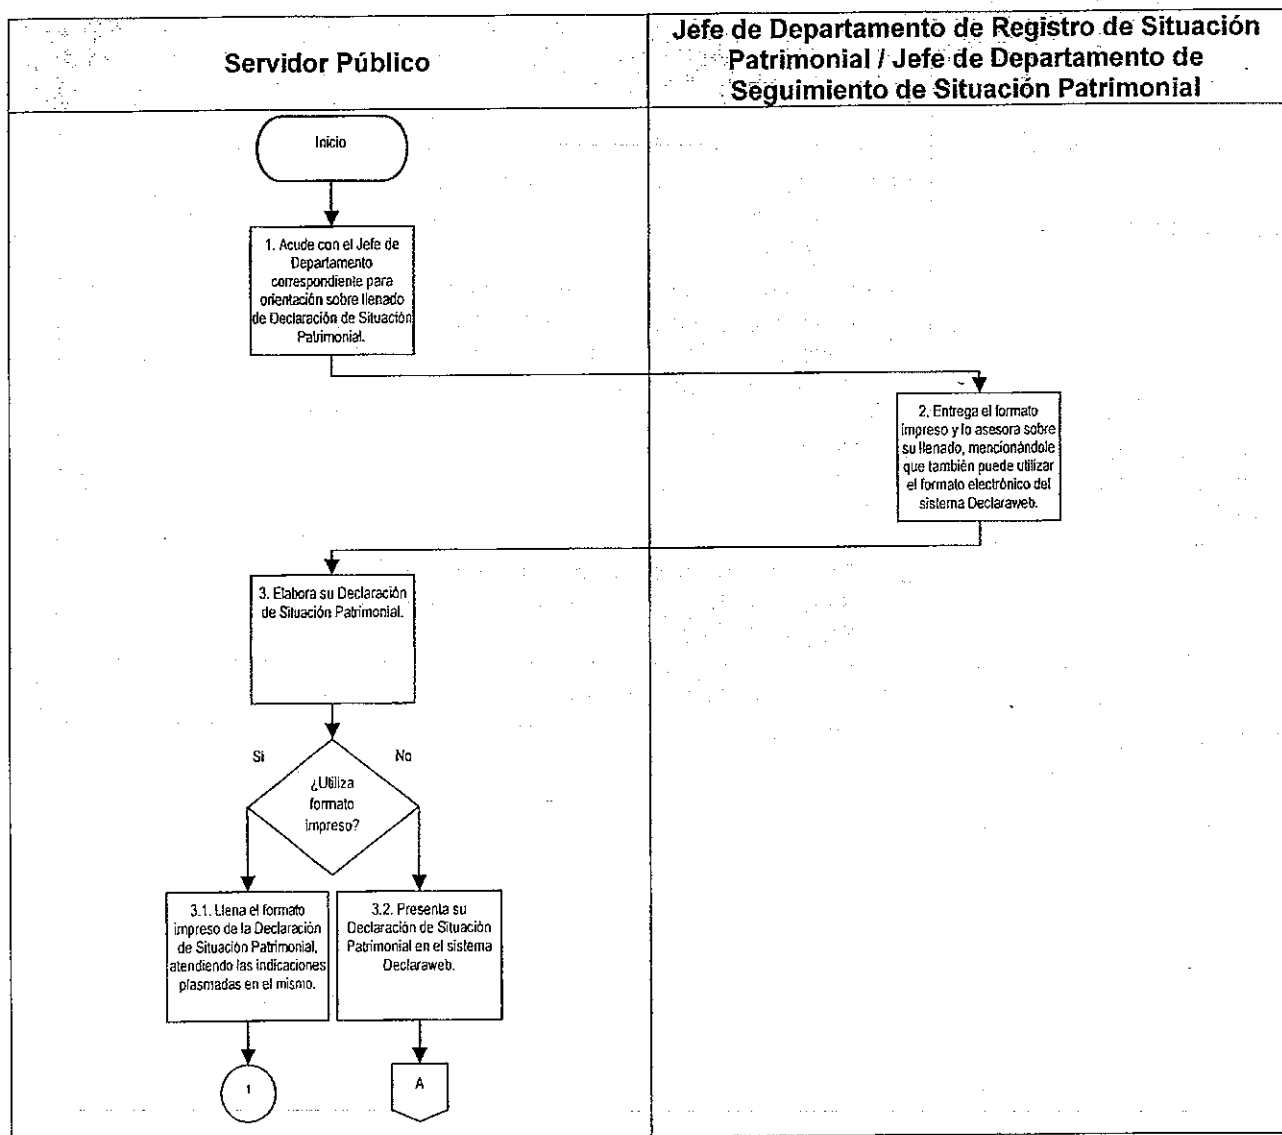 Servidor Público
Jefe de Departamento de Registro de Situación
Patrimonial / Jefe de Departamento de
Seguimiento de Situación Patrimonial
Inicio
1. Acude con el Jefe de
Departamento
correspondiente para
orientación sobre llenado
de Declaración de Situación
Patrimonial.
2. Entrega el formato
impreso y lo asesora sobre
su llenado, mencionándole
que también puede utilizar
el formato electrónico del
sistema Declaraweb.
3. Elabora su Declaración
de Situación Patrimonial.
Sí
No
¿Utiliza
formato
impreso?
3.1. Llena el formato
impreso de la Declaración
de Situación Patrimonial,
atendiendo las indicaciones
plasmadas en el mismo.
3.2. Presenta su
Declaración de Situación
Patrimonial en el sistema
Declaraweb.
1
A